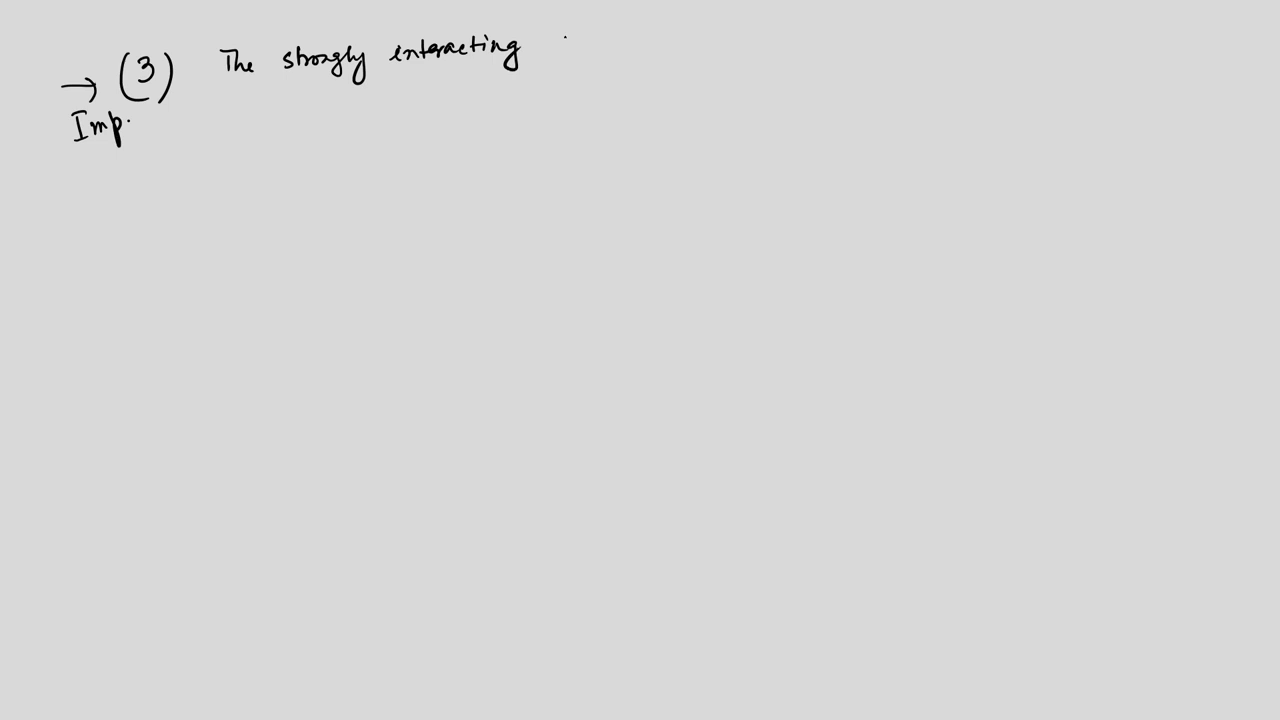 → (3) The strongly interacting
Imp.